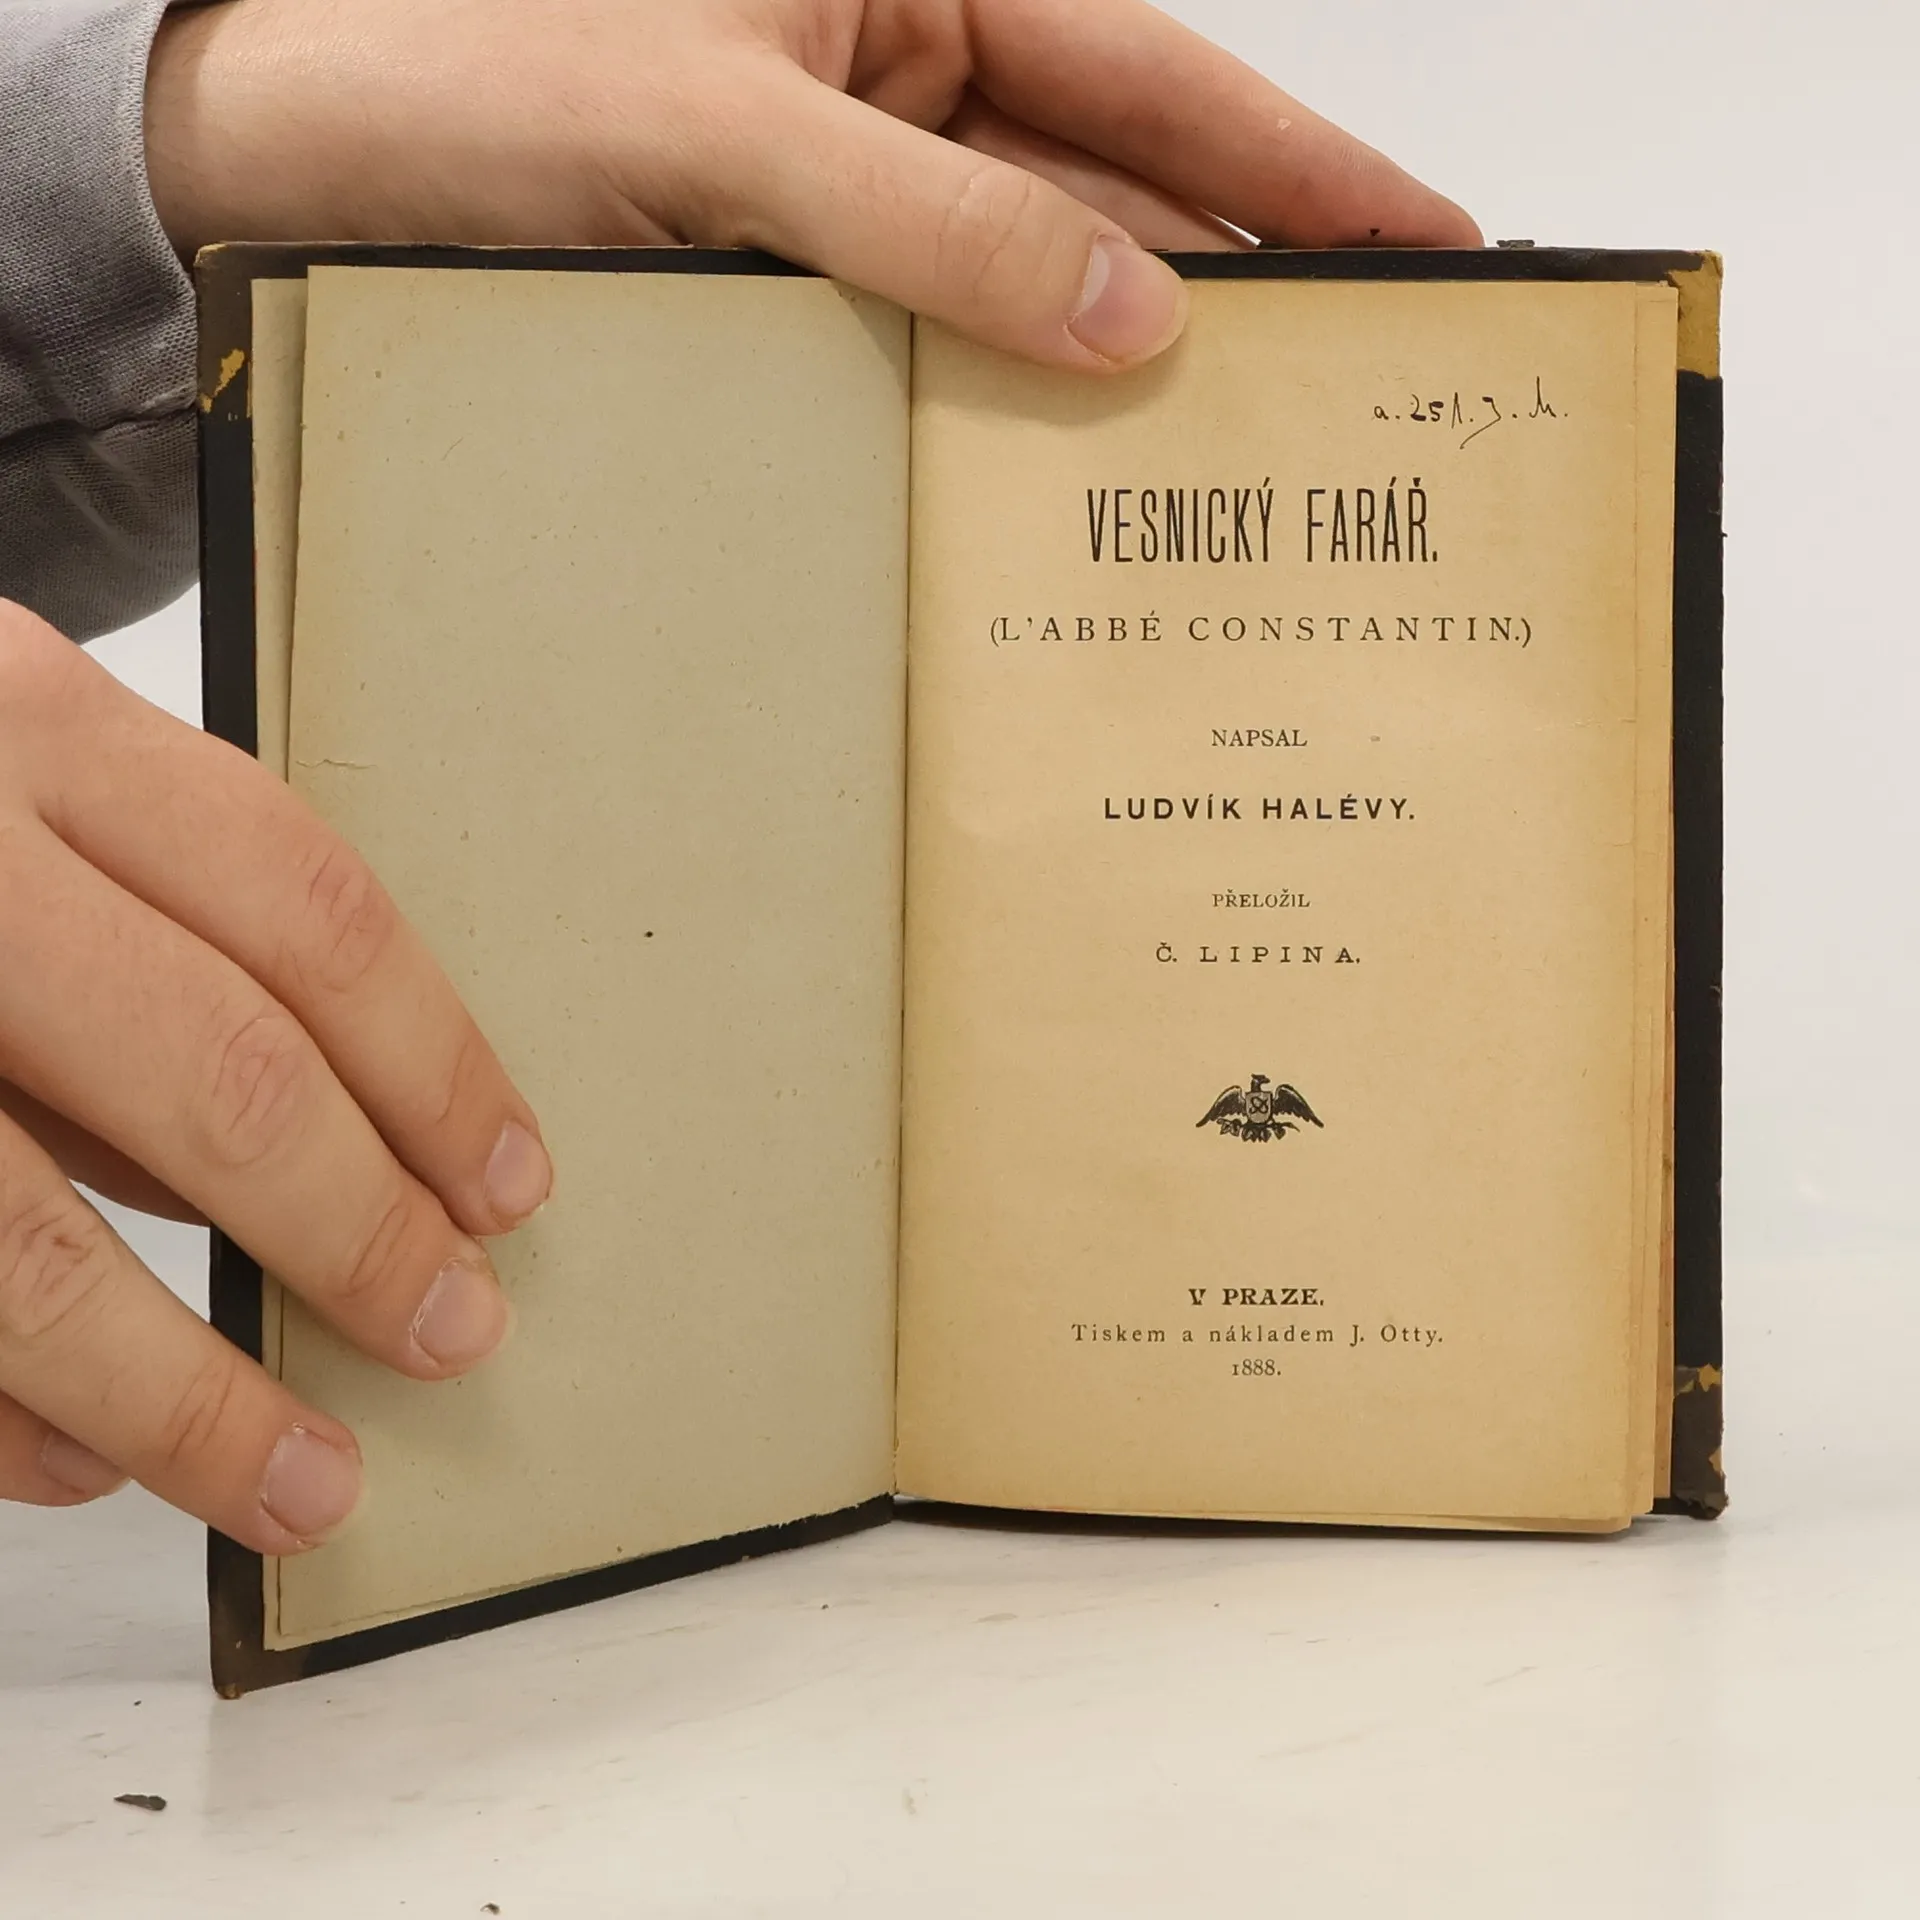 a. 251. J. M.
VESNICKÝ FARÁŘ.
(L'ABBÉ CONSTANTIN.)
NAPSAL
LUDVÍK HALÉVY.
PŘELOŽIL
Č. LIPINA.
V PRAZE.
Tiskem a nákladem J. Otty.
1888.